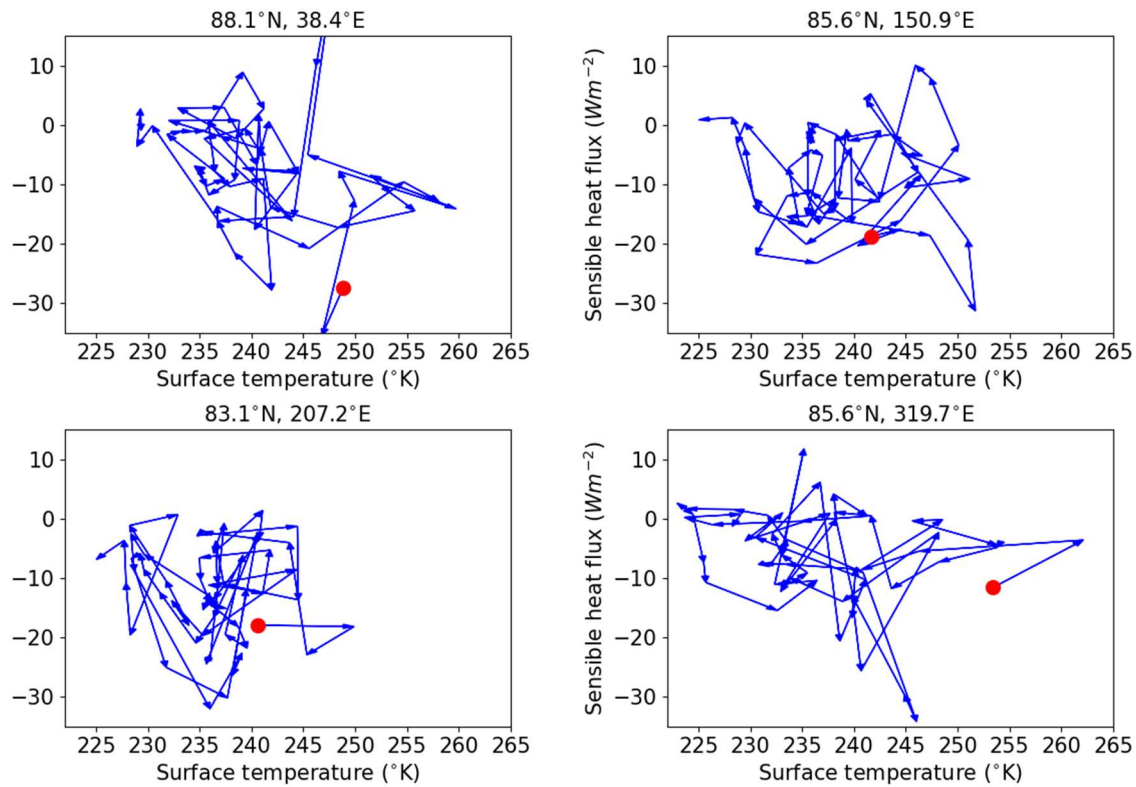 88.1°N, 38.4°E
10
0
−10
−20
−30
225 230 235 240 245 250 255 260 265
Surface temperature (°K)
85.6°N, 150.9°E
Sensible heat flux (Wm⁻²)
10
0
−10
−20
−30
225 230 235 240 245 250 255 260 265
Surface temperature (°K)
83.1°N, 207.2°E
10
0
−10
−20
−30
225 230 235 240 245 250 255 260 265
Surface temperature (°K)
85.6°N, 319.7°E
Sensible heat flux (Wm⁻²)
10
0
−10
−20
−30
225 230 235 240 245 250 255 260 265
Surface temperature (°K)